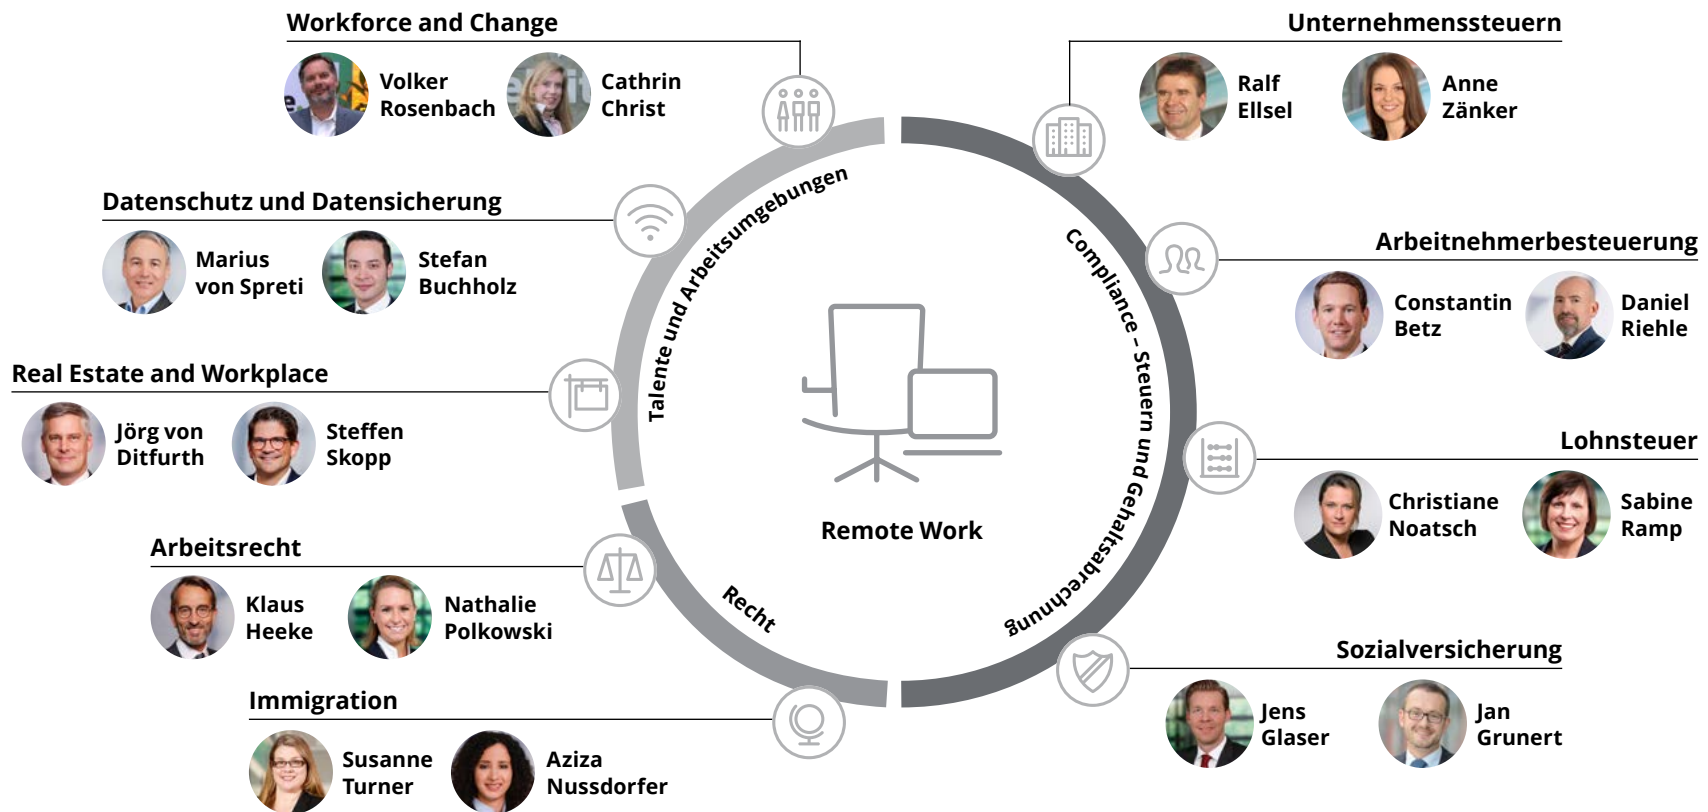 Workforce and Change
Volker
Rosenbach
Cathrin
Christ
Datenschutz und Datensicherung
Marius
von Spreti
Stefan
Buchholz
Real Estate and Workplace
Jörg von
Ditfurth
Steffen
Skopp
Arbeitsrecht
Klaus
Heeke
Nathalie
Polkowski
Immigration
Susanne
Turner
Aziza
Nussdorfer
Talente und Arbeitsumgebungen
Recht
Remote Work
Compliance – Steuern und Gehaltsabrechnung
Unternehmenssteuern
Ralf
Ellsel
Anne
Zänker
Arbeitnehmerbesteuerung
Constantin
Betz
Daniel
Riehle
Lohnsteuer
Christiane
Noatsch
Sabine
Ramp
Sozialversicherung
Jens
Glaser
Jan
Grunert